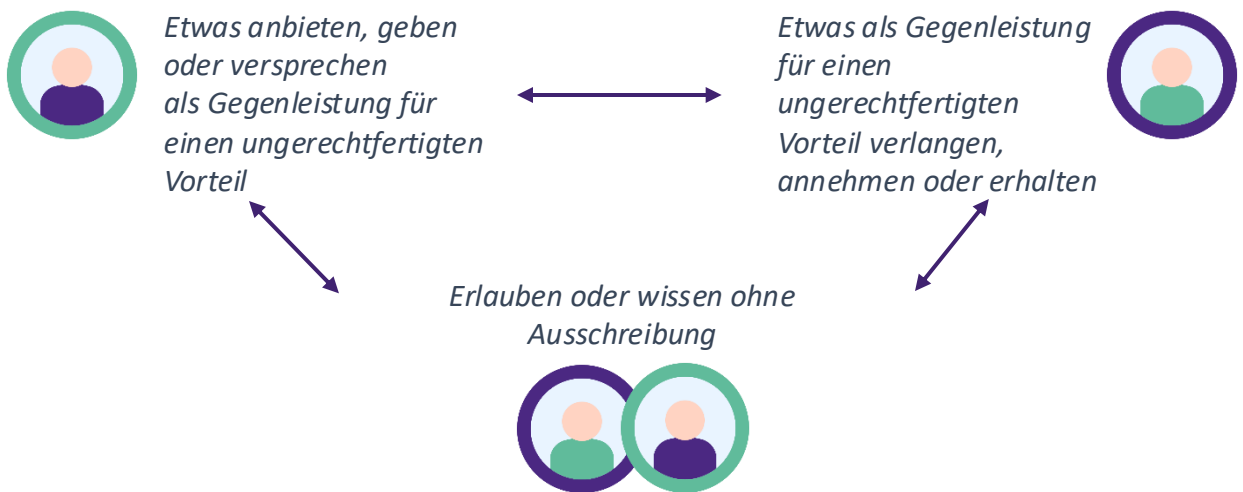 Etwas anbieten, geben
oder versprechen
als Gegenleistung für
einen ungerechtfertigten
Vorteil
Etwas als Gegenleistung
für einen
ungerechtfertigten
Vorteil verlangen,
annehmen oder erhalten
Erlauben oder wissen ohne
Ausschreibung